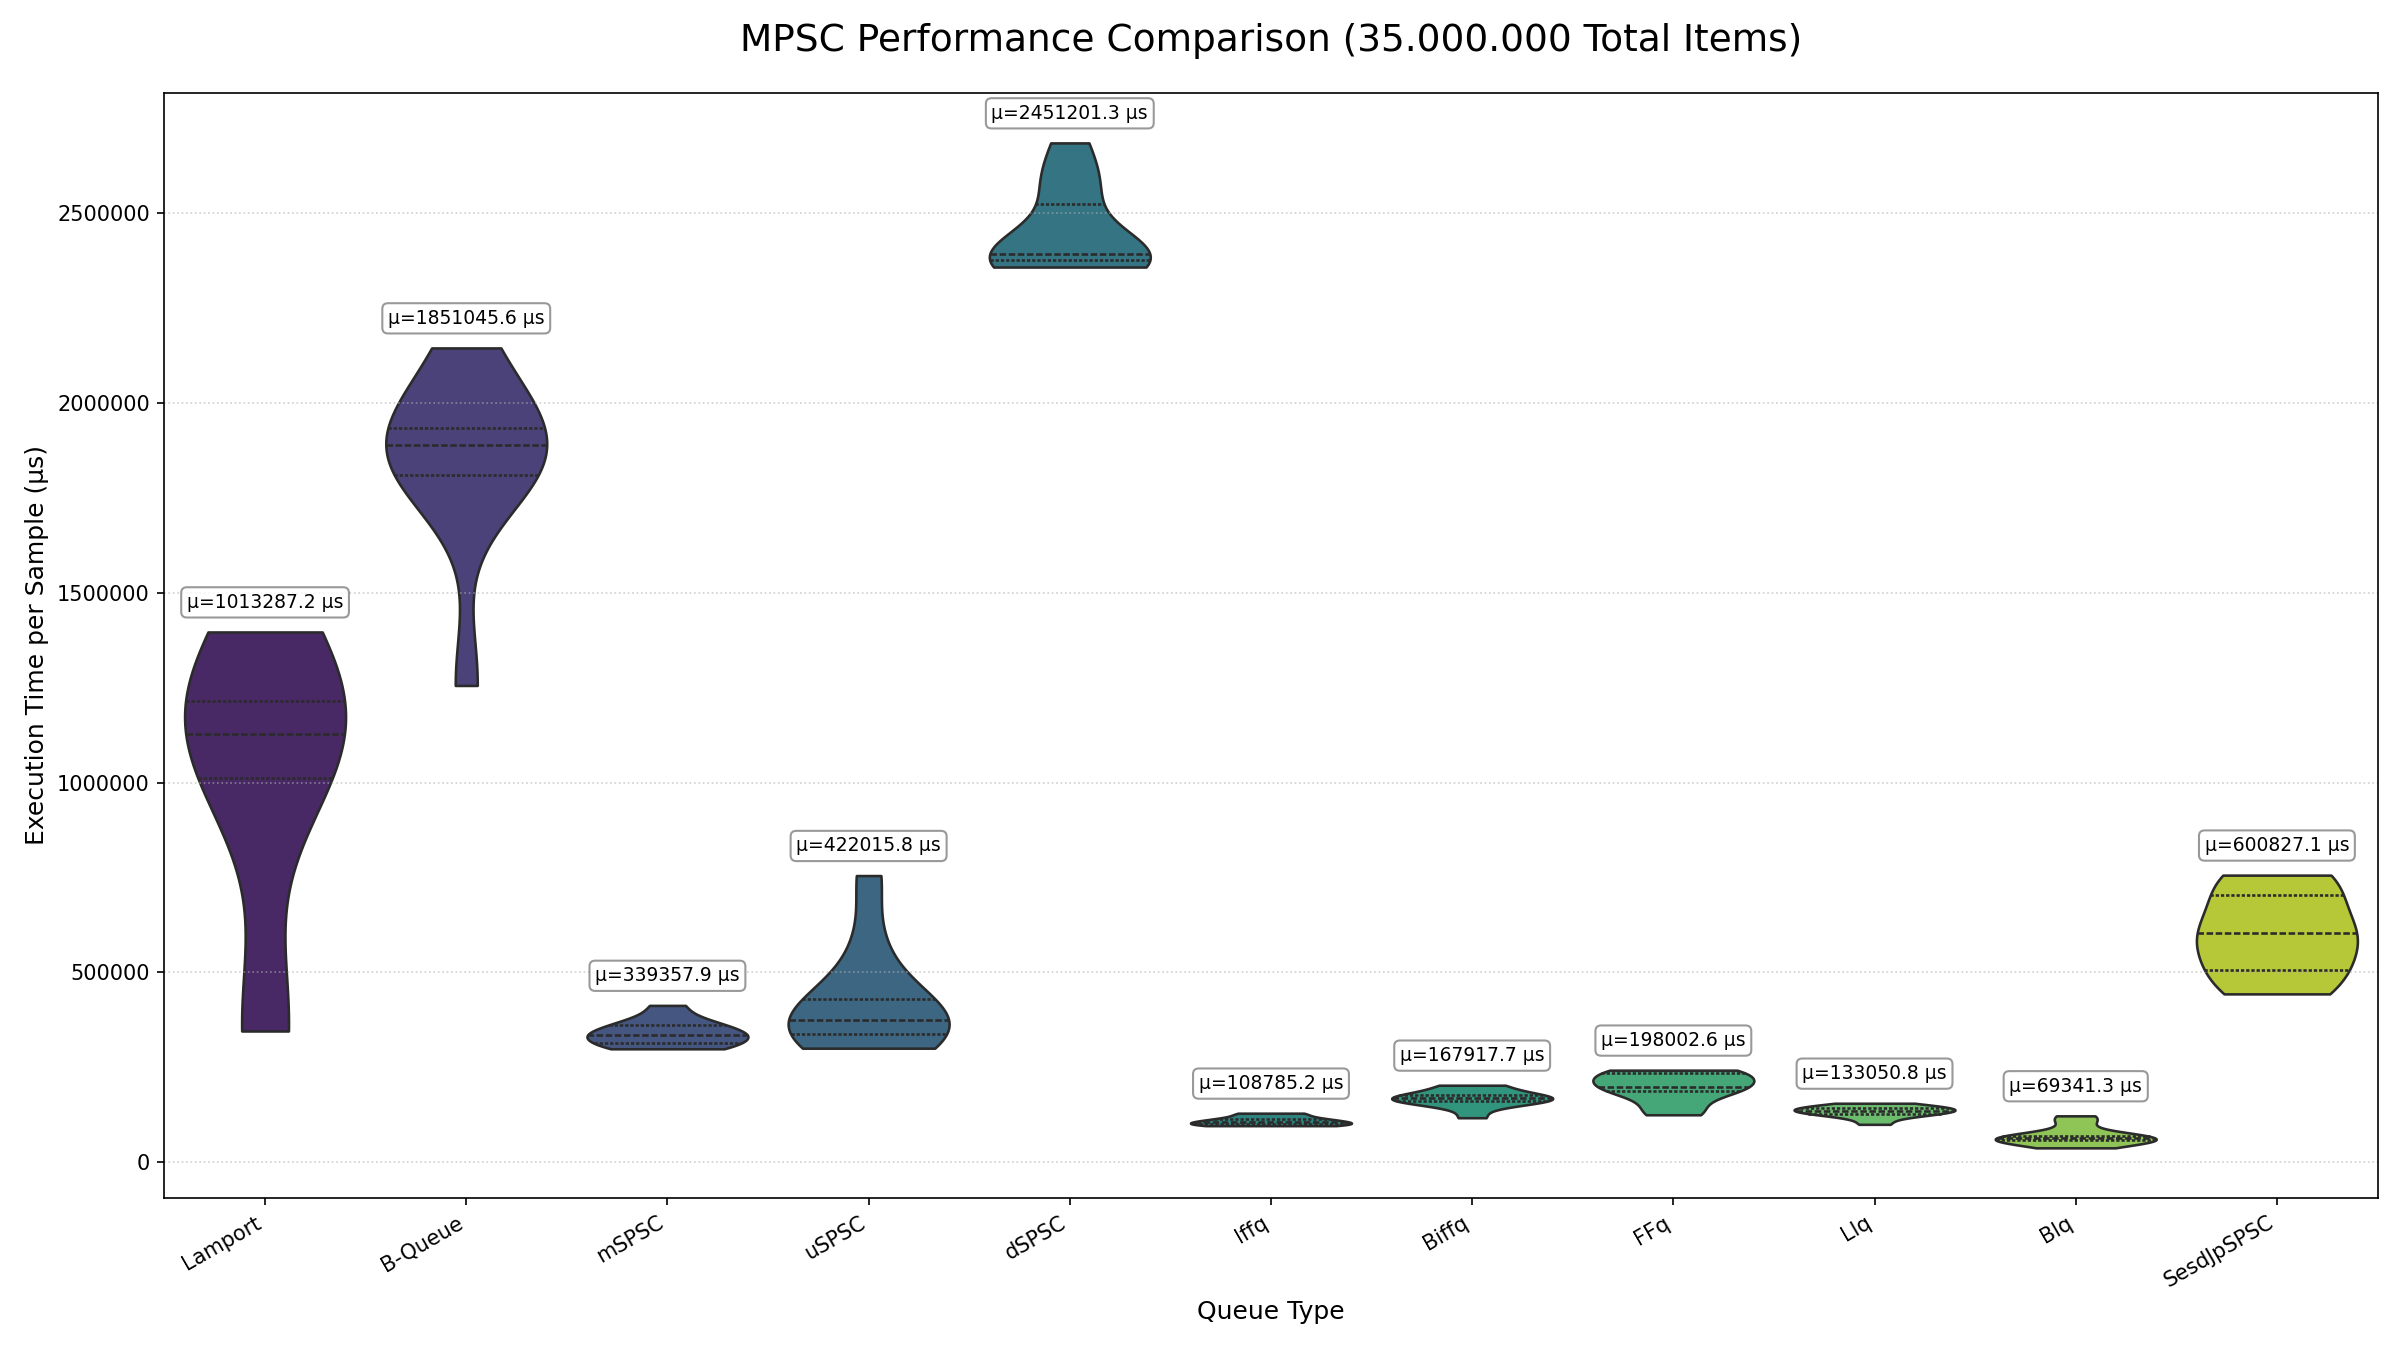 MPSC Performance Comparison (35.000.000 Total Items)
Execution Time per Sample (µs)
2500000
2000000
1500000
1000000
500000
0
µ=1013287.2 µs
µ=1851045.6 µs
µ=339357.9 µs
µ=422015.8 µs
µ=2451201.3 µs
µ=108785.2 µs
µ=167917.7 µs
µ=198002.6 µs
µ=133050.8 µs
µ=69341.3 µs
µ=600827.1 µs
Lamport
B-Queue
mSPSC
uSPSC
dSPSC
Iffq
Biffq
FFq
Llq
Blq
SesdJpSPSC
Queue Type